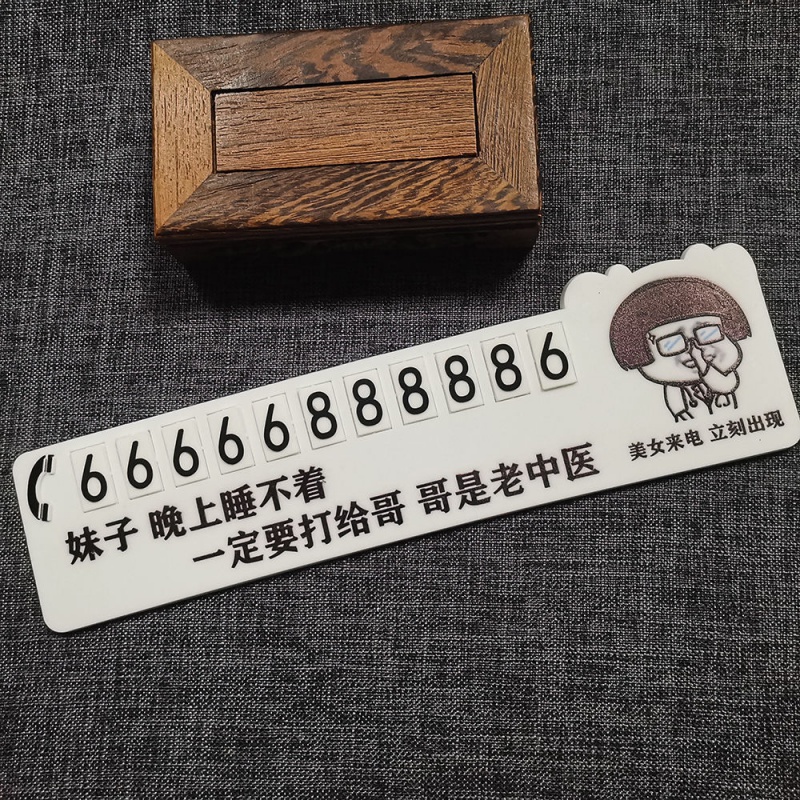 66666888886
妹子 晚上睡不着
一定要打给哥 哥是老中医
美女来电 立刻出现